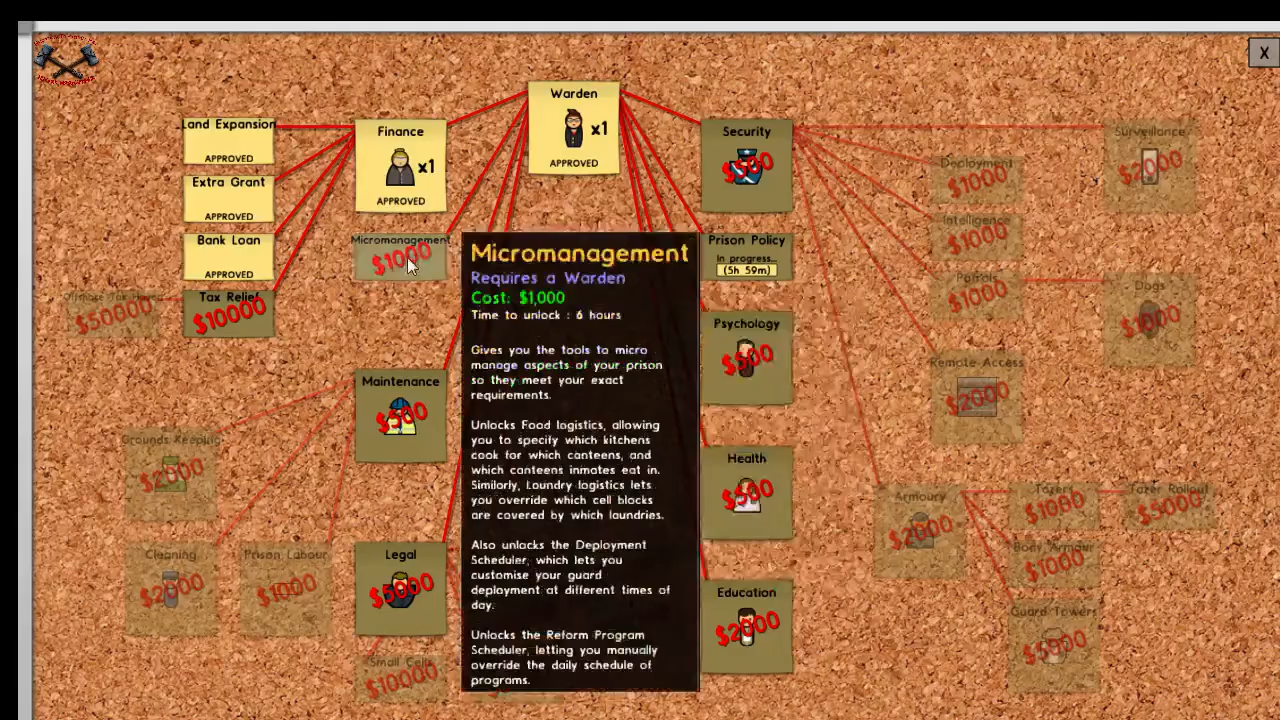 Warden
x1
APPROVED
X
Land Expansion
APPROVED
Finance
x1
APPROVED
Security
$500
Surveillance
$2000
Deployment
$1000
Extra Grant
APPROVED
Intelligence
$1000
Bank Loan
APPROVED
Micromanagement
$1000
Prison Policy
In progress...
(5h 59m)
Patrols
$1000
Dogs
$1000
Offshore Tax Haven
$50000
Tax Relief
$10000
Micromanagement
Requires a Warden
Cost: $1,000
Time to unlock : 6 hours
Gives you the tools to micro
manage aspects of your prison
so they meet your exact
requirements.
Unlocks Food logistics, allowing
you to specify which kitchens
cook for which canteens, and
which canteens inmates eat in.
Similarly, Laundry logistics lets
you override which cell blocks
are covered by which laundries.
Also unlocks the Deployment
Scheduler, which lets you
customise your guard
deployment at different times of
day.
Unlocks the Reform Program
Scheduler, letting you manually
override the daily schedule of
programs.
Psychology
$500
Remote Access
$2000
Maintenance
$500
Grounds Keeping
$2000
Health
$500
Armoury
$2000
Tazers
$1000
Tazer Rollout
$5000
Body Armour
$1000
Cleaning
$2000
Prison Labour
$1000
Legal
$5000
Education
$2000
Guard Towers
$5000
Small Cells
$10000